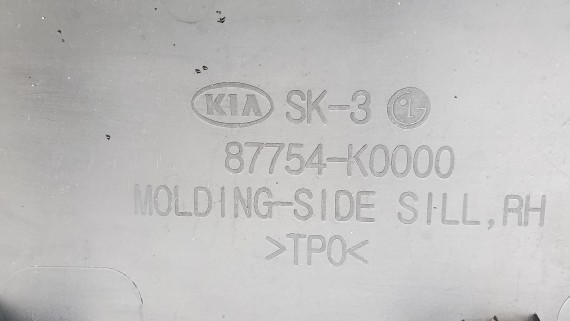 KIA SK-3 LG
87754-K0000
MOLDING-SIDE SILL, RH
>TPO<